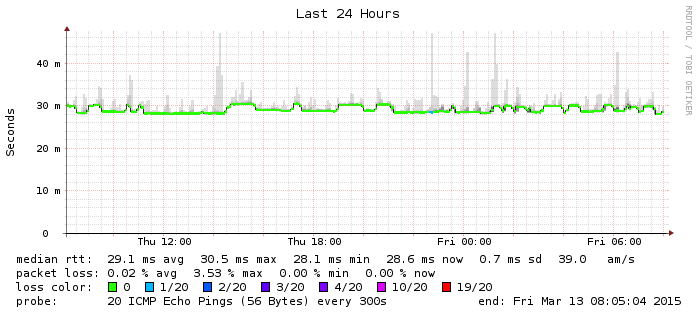 Last 24 Hours
RRDTOOL / TOBI OETIKER
Seconds
40 m
30 m
20 m
10 m
0
Thu 12:00 Thu 18:00 Fri 00:00 Fri 06:00
median rtt: 29.1 ms avg 30.5 ms max 28.1 ms min 28.6 ms now 0.7 ms sd 39.0 am/s
packet loss: 0.02 % avg 3.53 % max 0.00 % min 0.00 % now
loss color: 0 1/20 2/20 3/20 4/20 10/20 19/20
probe: 20 ICMP Echo Pings (56 Bytes) every 300s end: Fri Mar 13 08:05:04 2015